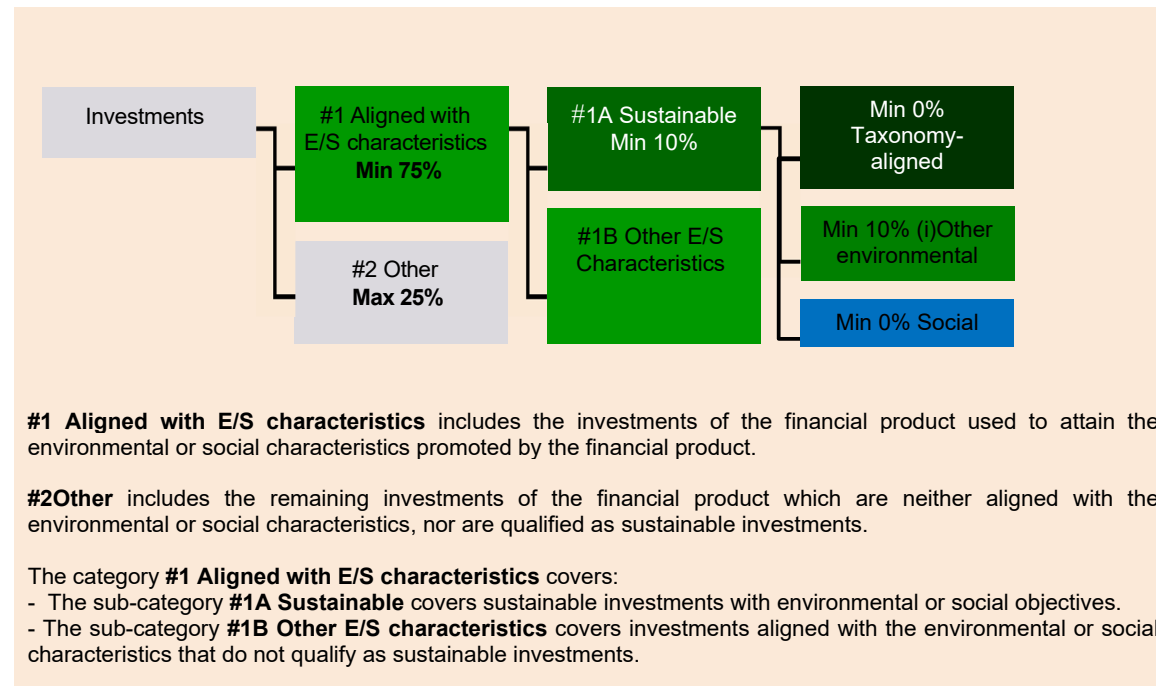 Investments
#1 Aligned with
E/S characteristics
Min 75%
#2 Other
Max 25%
#1A Sustainable
Min 10%
#1B Other E/S
Characteristics
Min 0%
Taxonomy-
aligned
Min 10% (i)Other
environmental
Min 0% Social
#1 Aligned with E/S characteristics includes the investments of the financial product used to attain the
environmental or social characteristics promoted by the financial product.
#2Other includes the remaining investments of the financial product which are neither aligned with the
environmental or social characteristics, nor are qualified as sustainable investments.
The category #1 Aligned with E/S characteristics covers:
- The sub-category #1A Sustainable covers sustainable investments with environmental or social objectives.
- The sub-category #1B Other E/S characteristics covers investments aligned with the environmental or social
characteristics that do not qualify as sustainable investments.